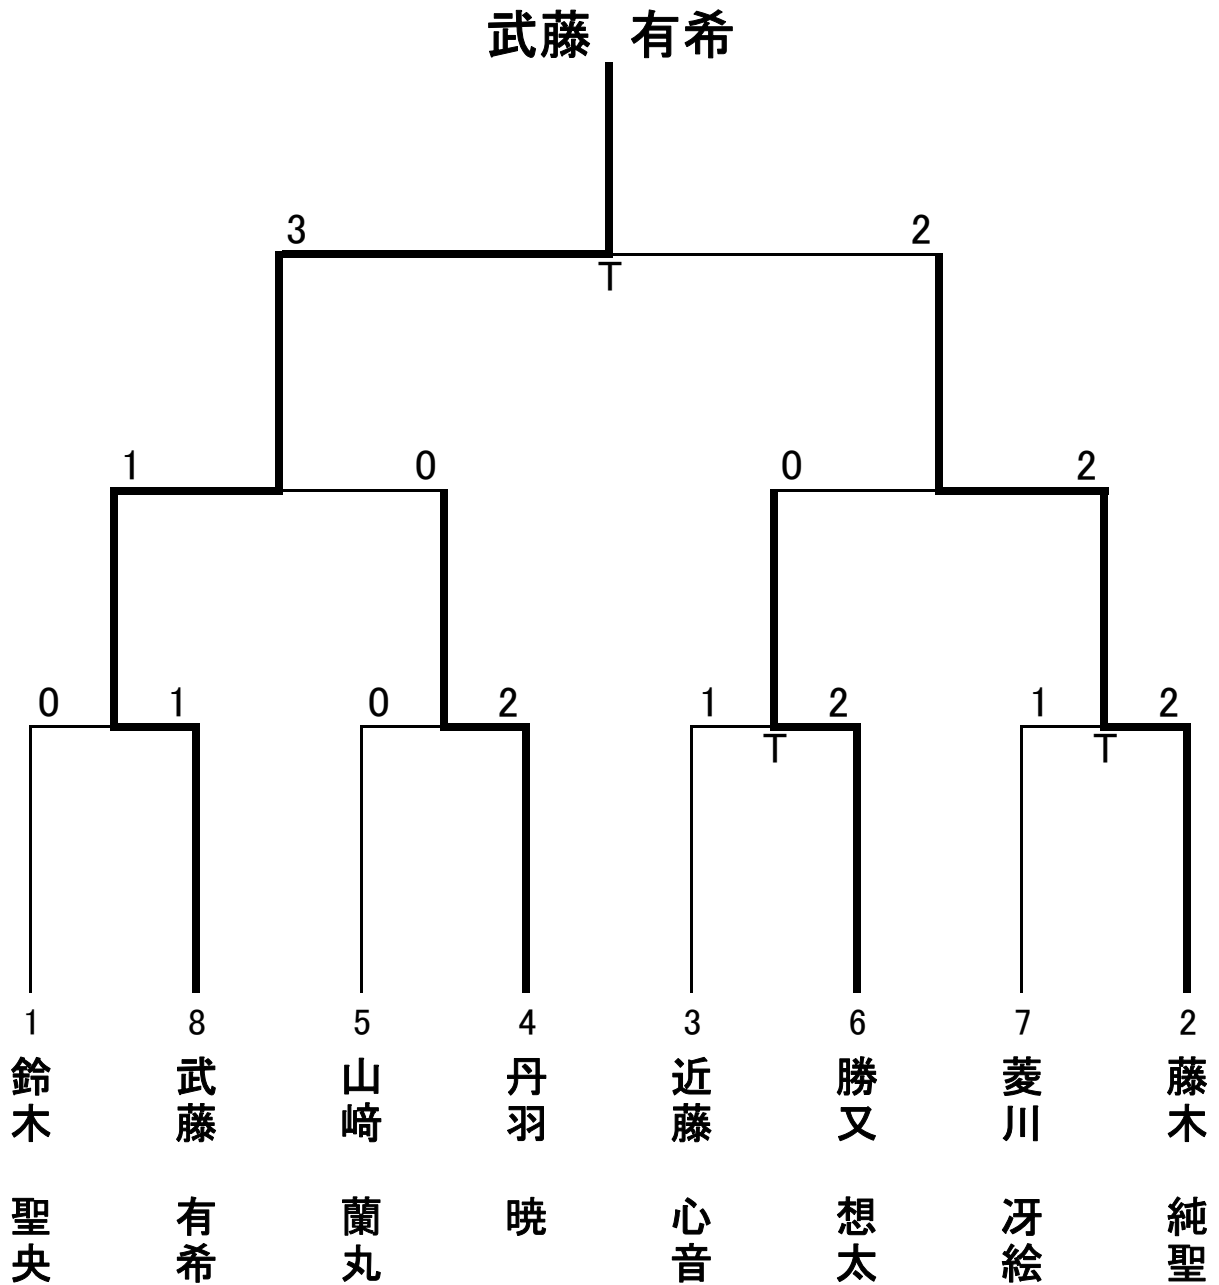 武藤　有希
3 2
T
1 0 0 2
0 1 0 2 1 2 1 2
T T
1 8 5 4 3 6 7 2
鈴木　聖央
武藤　有希
山﨑　蘭丸
丹羽　暁
近藤　心音
勝又　想太
菱川　冴絵
藤木　純聖